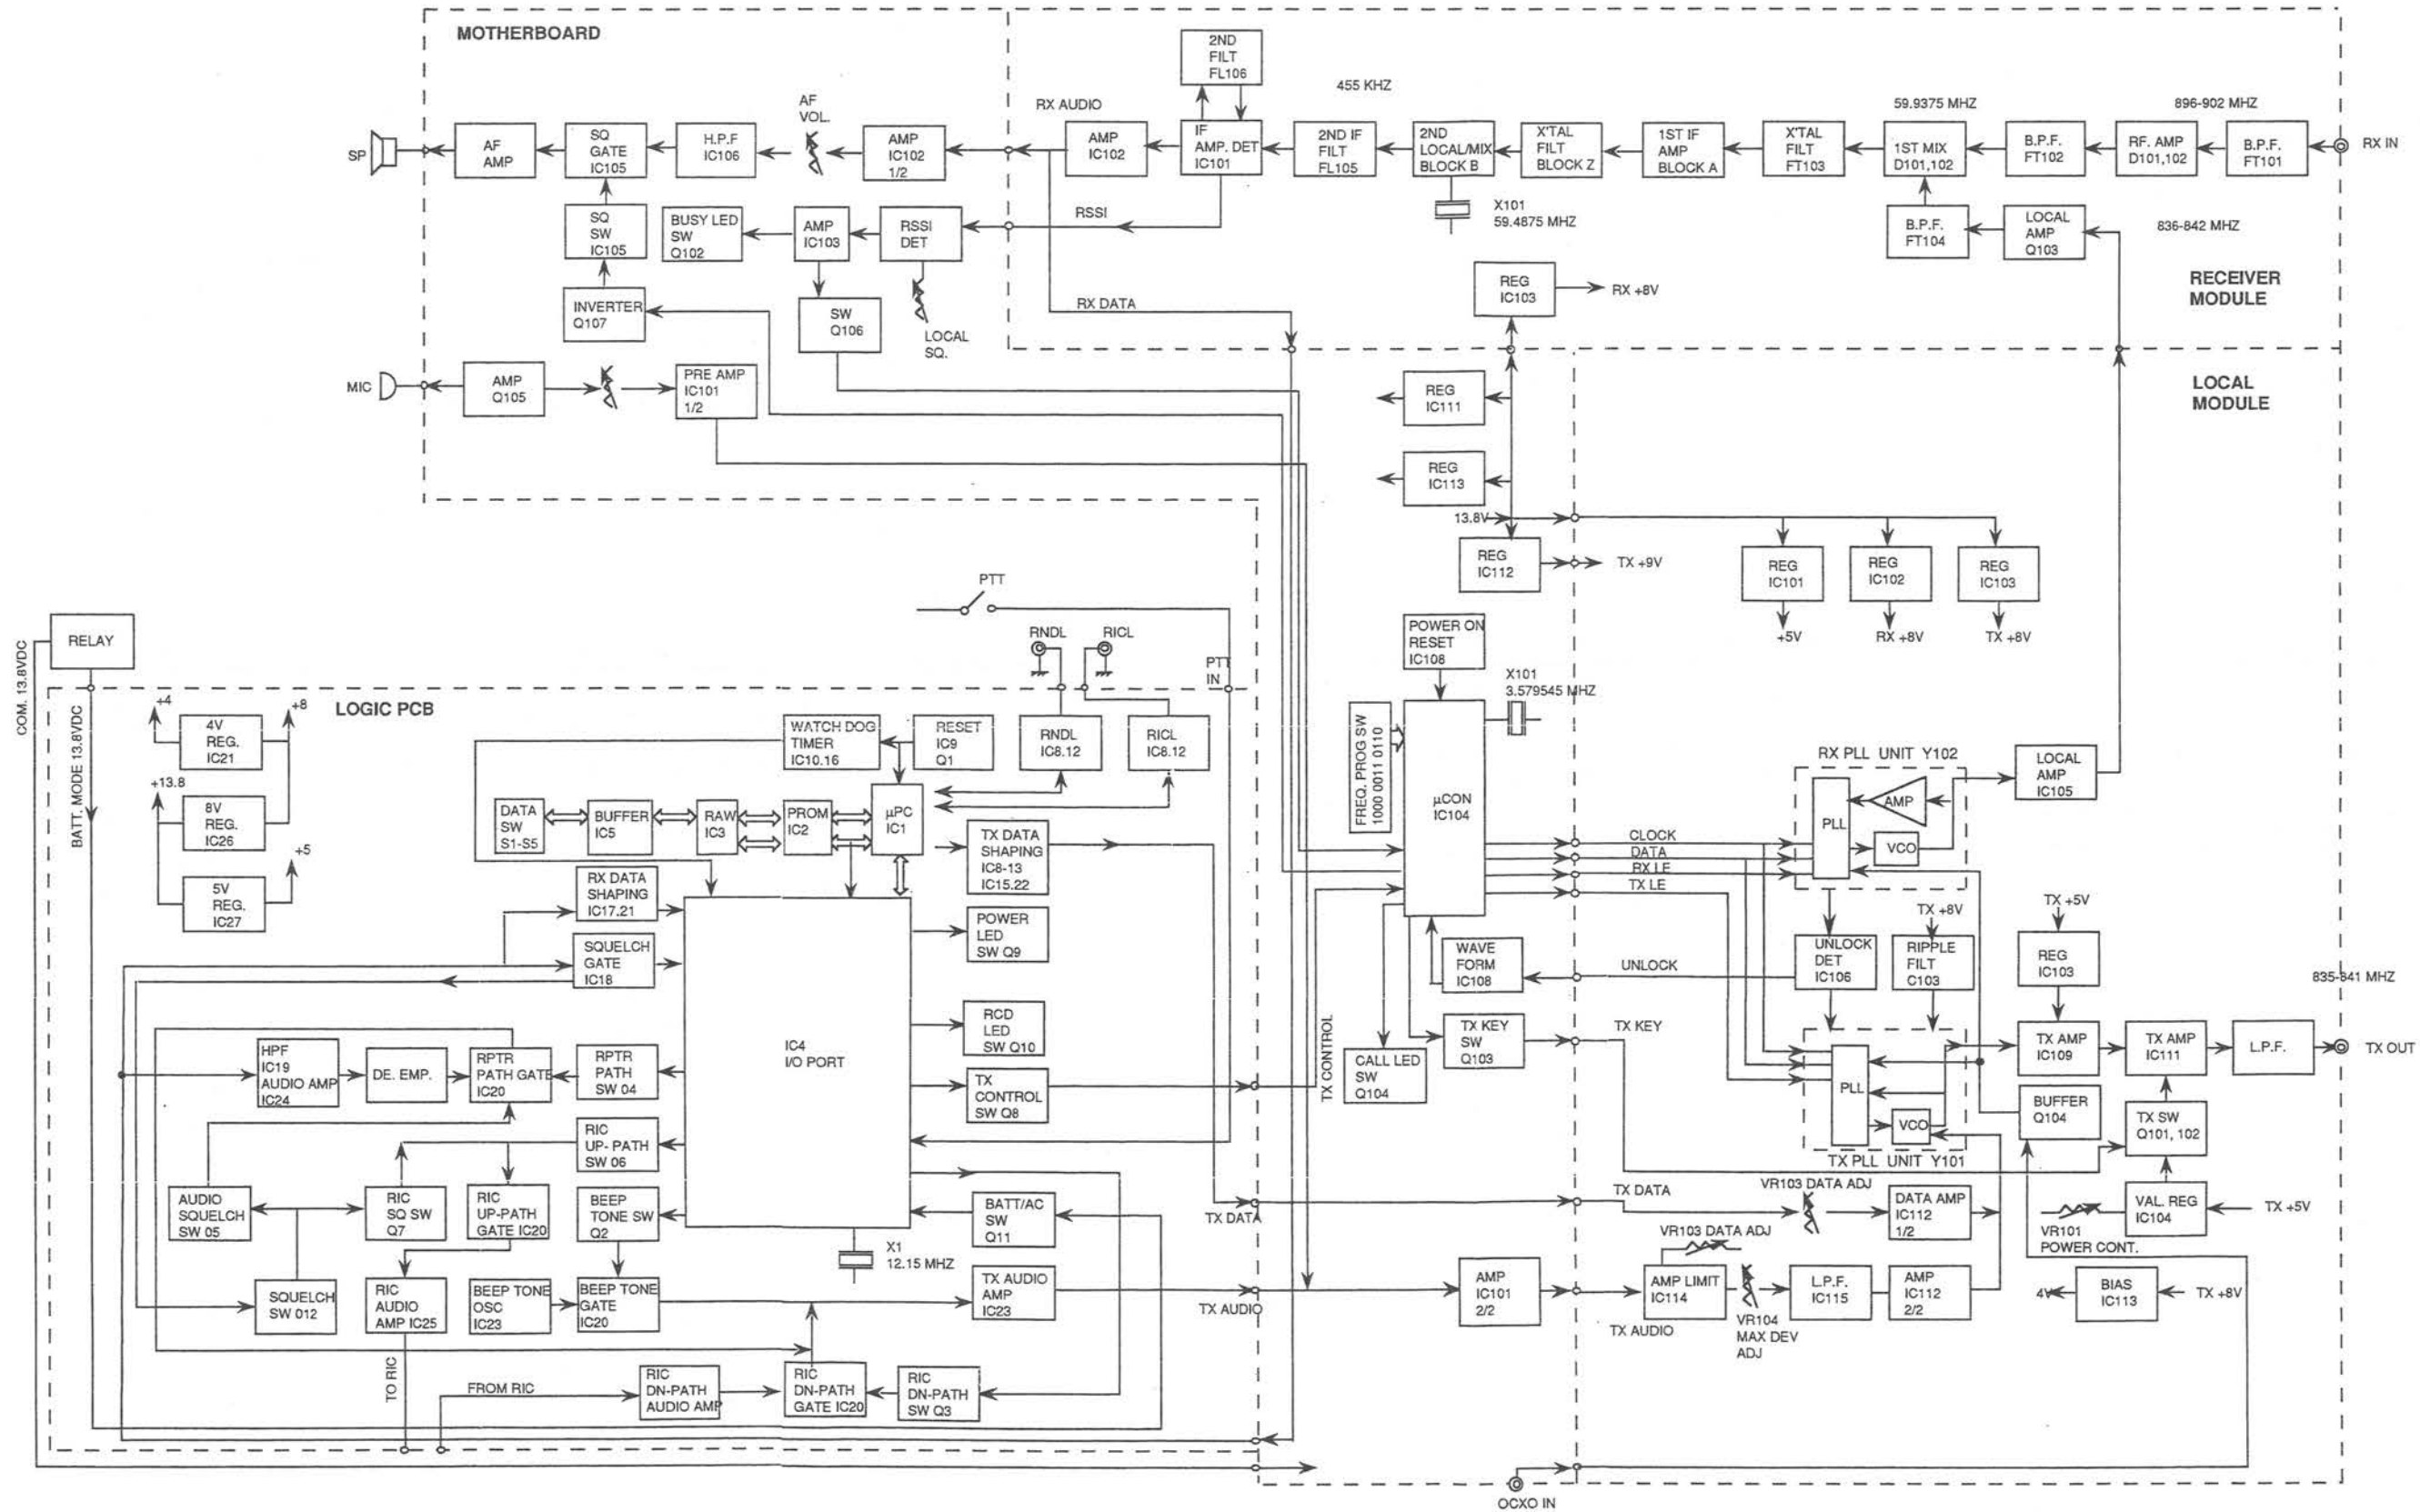 MOTHERBOARD
2ND
FILT
FL106
455 KHZ
59.9375 MHZ
896-902 MHZ
RX AUDIO
AF
VOL.
SP
AF
AMP
SQ
GATE
IC105
H.P.F
IC106
AMP
IC102
1/2
AMP
IC102
IF
AMP. DET
IC101
2ND IF
FILT
FL105
2ND
LOCAL/MIX
BLOCK B
X'TAL
FILT
BLOCK Z
1ST IF
AMP
BLOCK A
X'TAL
FILT
FT103
1ST MIX
D101,102
B.P.F.
FT102
RF. AMP
D101,102
B.P.F.
FT101
RX IN
SQ
SW
IC105
BUSY LED
SW
Q102
AMP
IC103
RSSI
DET
RSSI
X101
59.4875 MHZ
B.P.F.
FT104
LOCAL
AMP
Q103
836-842 MHZ
INVERTER
Q107
SW
Q106
LOCAL
SQ.
RX DATA
REG
IC103
RX +8V
RECEIVER
MODULE
MIC
AMP
Q105
PRE AMP
IC101
1/2
REG
IC111
LOCAL
MODULE
REG
IC113
13.8V
REG
IC112
TX +9V
REG
IC101
REG
IC102
REG
IC103
+5V
RX +8V
TX +8V
PTT
RNDL
RICL
PTT
IN
RELAY
COM. 13.8VDC
BATT. MODE 13.8VDC
LOGIC PCB
+4
4V
REG.
IC21
+8
+13.8
8V
REG.
IC26
+5
5V
REG.
IC27
WATCH DOG
TIMER
IC10.16
RESET
IC9
Q1
RNDL
IC8.12
RICL
IC8.12
POWER ON
RESET
IC108
X101
3.579545 MHZ
FREQ. PROG SW
1000 0011 0110
µCON
IC104
DATA
SW
S1-S5
BUFFER
IC5
RAW
IC3
PROM
IC2
µPC
IC1
TX DATA
SHAPING
IC8-13
IC15.22
RX DATA
SHAPING
IC17.21
POWER
LED
SW Q9
SQUELCH
GATE
IC18
RX PLL UNIT Y102
PLL
AMP
VCO
LOCAL
AMP
IC105
CLOCK
DATA
RX LE
TX LE
WAVE
FORM
IC108
UNLOCK
UNLOCK
DET
IC106
TX +8V
RIPPLE
FILT
C103
TX +5V
REG
IC103
835-841 MHZ
IC4
I/O PORT
RCD
LED
SW Q10
TX
CONTROL
SW Q8
TX CONTROL
CALL LED
SW
Q104
TX KEY
SW
Q103
TX KEY
HPF
IC19
AUDIO AMP
IC24
DE. EMP.
RPTR
PATH GATE
IC20
RPTR
PATH
SW 04
PLL
VCO
TX PLL UNIT Y101
TX AMP
IC109
TX AMP
IC111
L.P.F.
TX OUT
BUFFER
Q104
TX SW
Q101, 102
RIC
UP- PATH
SW 06
AUDIO
SQUELCH
SW 05
RIC
SQ SW
Q7
RIC
UP-PATH
GATE IC20
BEEP
TONE SW
Q2
BATT/AC
SW
Q11
TX DATA
TX DATA
VR103 DATA ADJ
DATA AMP
IC112
1/2
VR101
POWER CONT.
VAL. REG
IC104
TX +5V
X1
12.15 MHZ
SQUELCH
SW 012
RIC
AUDIO
AMP IC25
BEEP TONE
OSC
IC23
BEEP TONE
GATE
IC20
TX AUDIO
AMP
IC23
TX AUDIO
AMP
IC101
2/2
VR103 DATA ADJ
AMP LIMIT
IC114
TX AUDIO
VR104
MAX DEV
ADJ
L.P.F.
IC115
AMP
IC112
2/2
4V
BIAS
IC113
TX +8V
TO RIC
FROM RIC
RIC
DN-PATH
AUDIO AMP
RIC
DN-PATH
GATE IC20
RIC
DN-PATH
SW Q3
OCXO IN